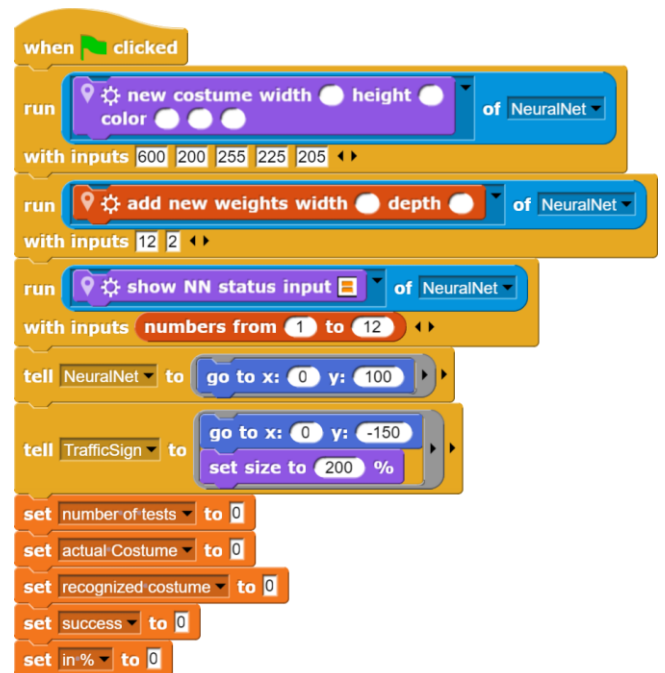 when clicked
run new costume width height color of NeuralNet
with inputs 600 200 255 225 205
run add new weights width depth of NeuralNet
with inputs 12 2
run show NN status input of NeuralNet
with inputs numbers from 1 to 12
tell NeuralNet to go to x: 0 y: 100
tell TrafficSign to go to x: 0 y: -150
set size to 200 %
set number of tests to 0
set actual Costume to 0
set recognized costume to 0
set success to 0
set in % to 0